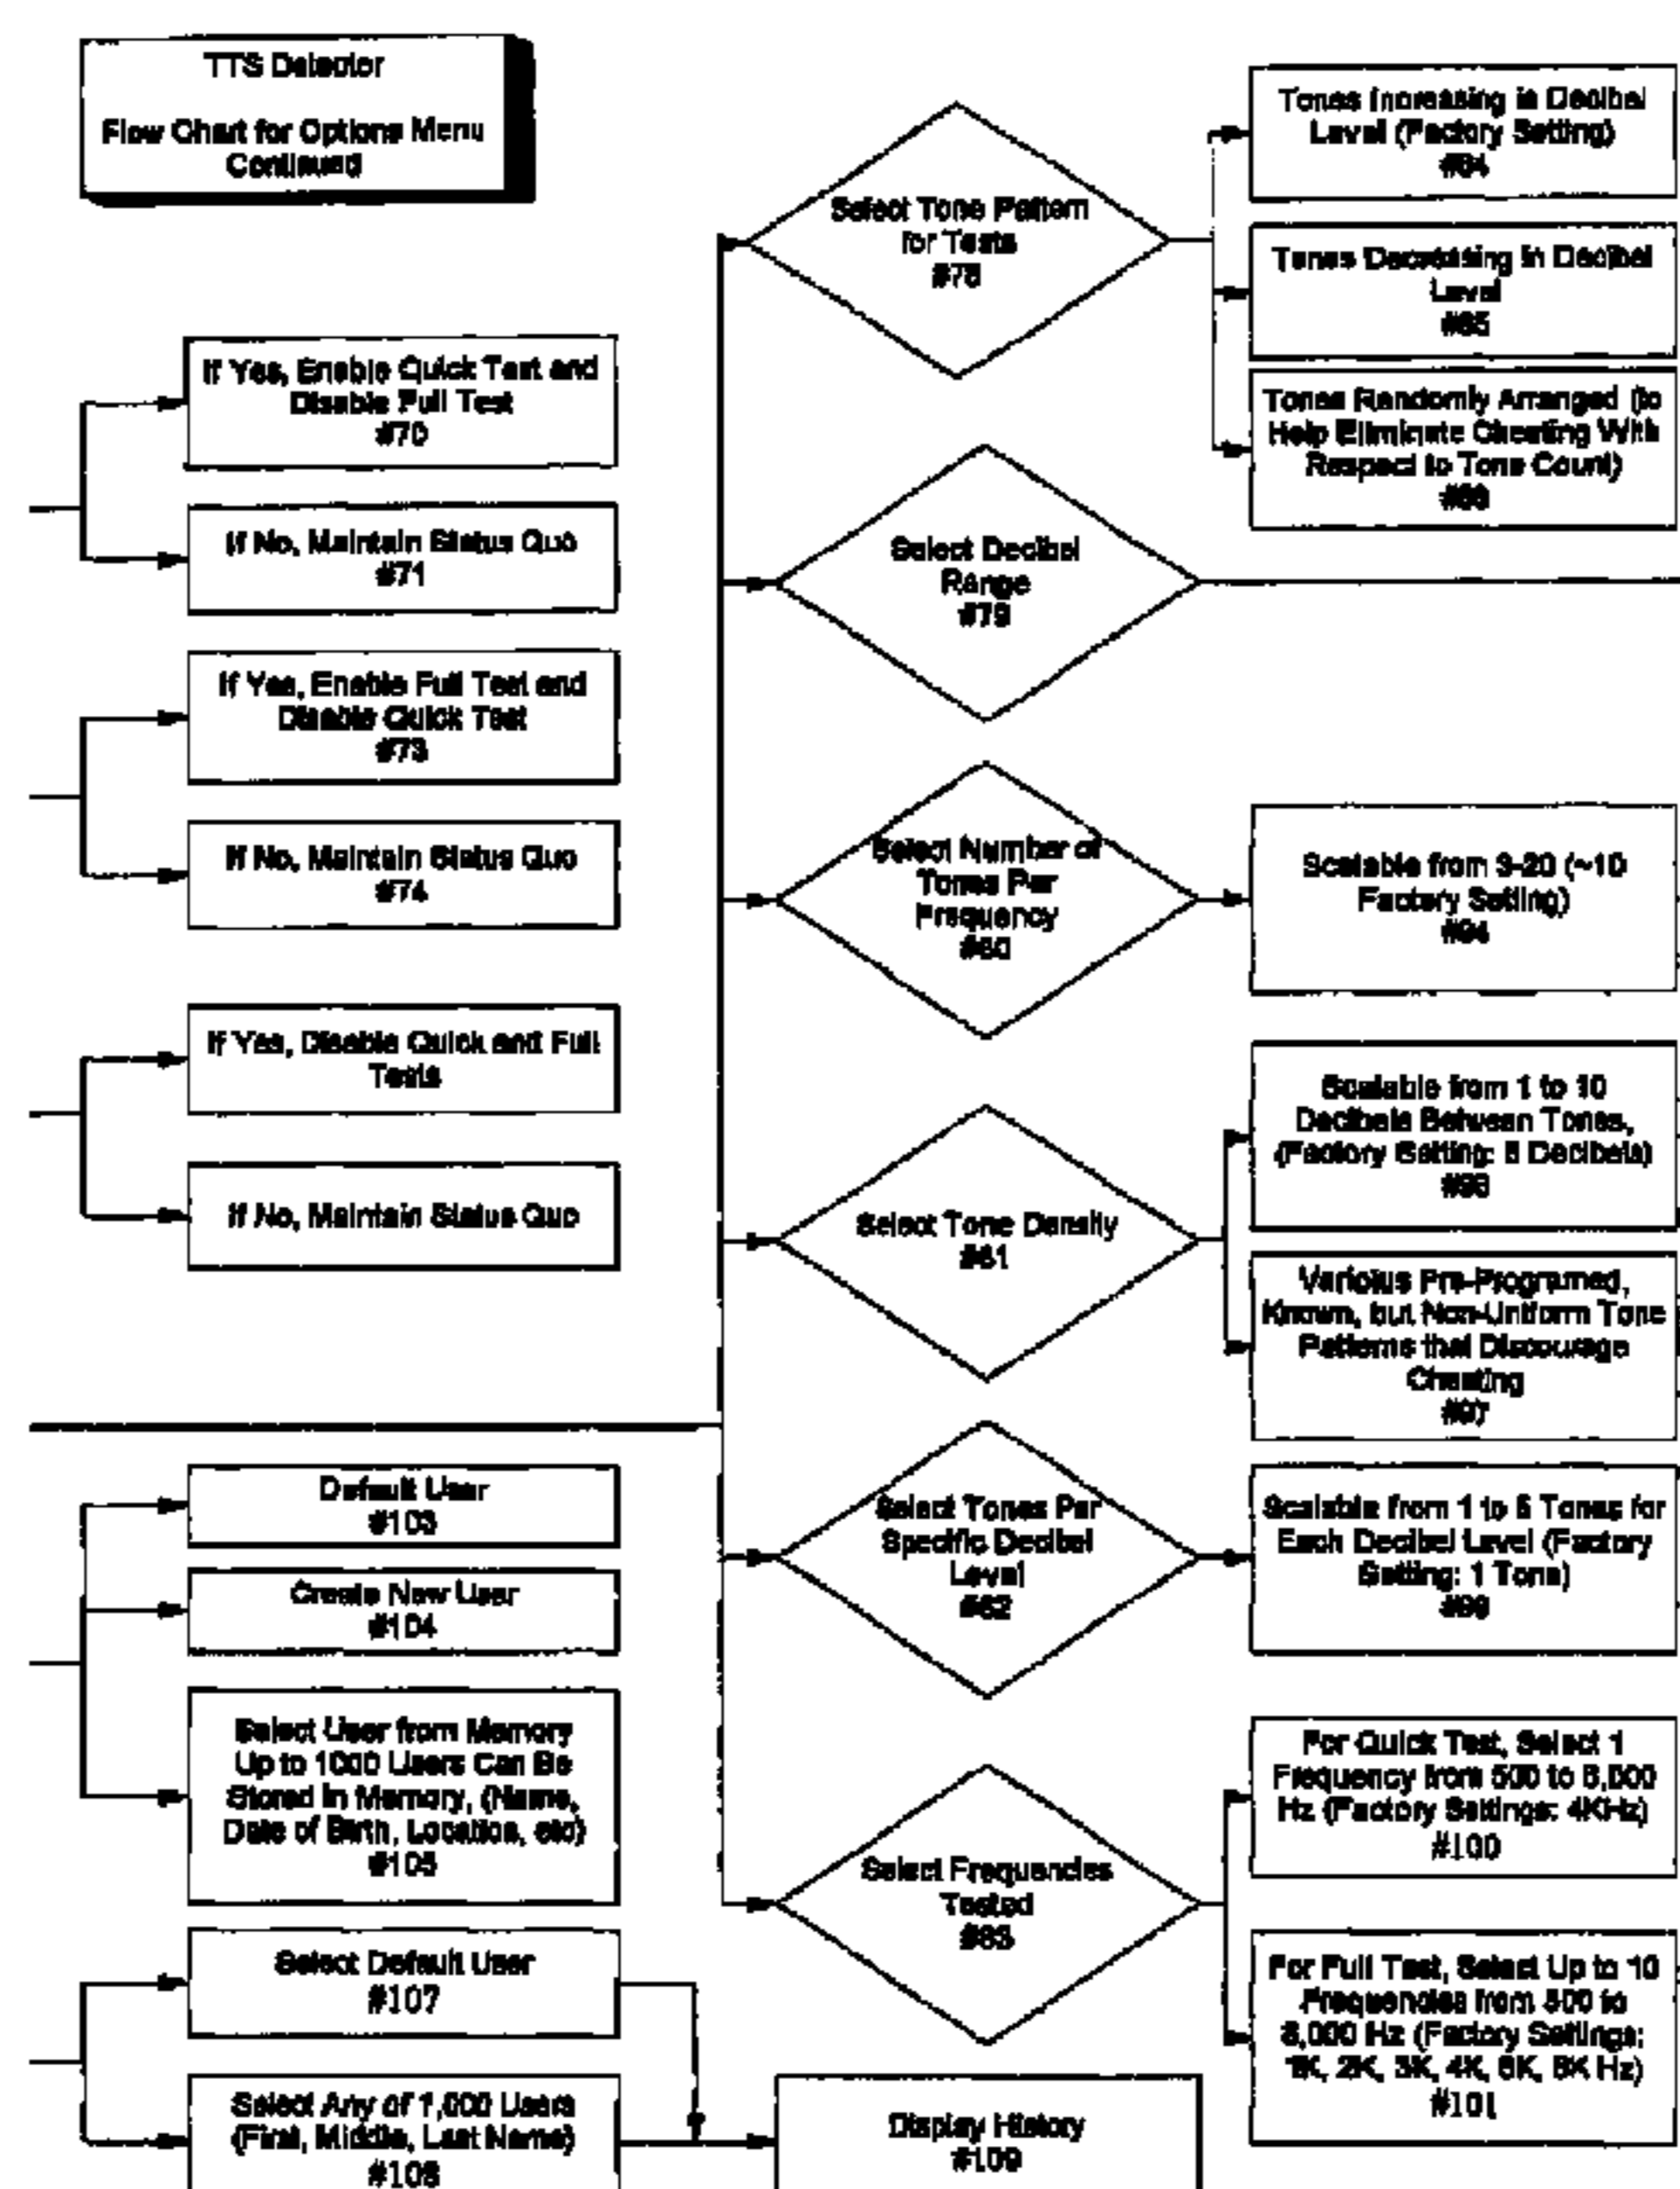 TTS Detector
Flow Chart for Options Menu
Continued
If Yes, Enable Quick Test and
Disable Full Test
#70
If No, Maintain Status Quo
#71
If Yes, Enable Full Test and
Disable Quick Test
#73
If No, Maintain Status Quo
#74
If Yes, Disable Quick and Full
Tests
If No, Maintain Status Quo
Default User
#103
Create New User
#104
Select User from Memory
Up to 1000 Users Can Be
Stored in Memory, (Name,
Date of Birth, Location, etc)
#105
Select Default User
#107
Select Any of 1,000 Users
(First, Middle, Last Name)
#108
Select Tone Pattern
for Tests
#78
Select Decibel
Range
#79
Select Number of
Tones Per
Frequency
#80
Select Tone Density
#81
Select Tones Per
Specific Decibel
Level
#82
Select Frequencies
Tested
#83
Display History
#109
Tones Increasing in Decibel
Level (Factory Setting)
#84
Tones Decreasing in Decibel
Level
#85
Tones Randomly Arranged (to
Help Eliminate Cheating With
Respect to Tone Count)
#86
Scalable from 3-20 (~10
Factory Setting)
#94
Scalable from 1 to 10
Decibels Between Tones,
(Factory Setting: 5 Decibels)
Various Pre-Programed,
Known, but Non-Uniform Tone
Patterns that Discourage
Cheating
#97
Scalable from 1 to 5 Tones for
Each Decibel Level (Factory
Setting: 1 Tone)
For Quick Test, Select 1
Frequency from 500 to 8,000
Hz (Factory Settings: 4KHz)
#100
For Full Test, Select Up to 10
Frequencies from 500 to
8,000 Hz (Factory Settings:
1K, 2K, 3K, 4K, 6K, 8K Hz)
#101